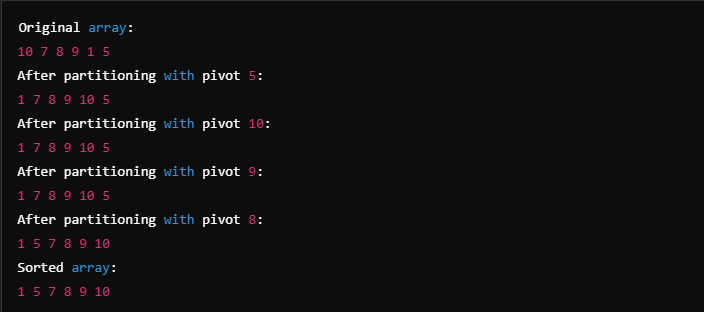 Original array:
10 7 8 9 1 5
After partitioning with pivot 5:
1 7 8 9 10 5
After partitioning with pivot 10:
1 7 8 9 10 5
After partitioning with pivot 9:
1 7 8 9 10 5
After partitioning with pivot 8:
1 5 7 8 9 10
Sorted array:
1 5 7 8 9 10